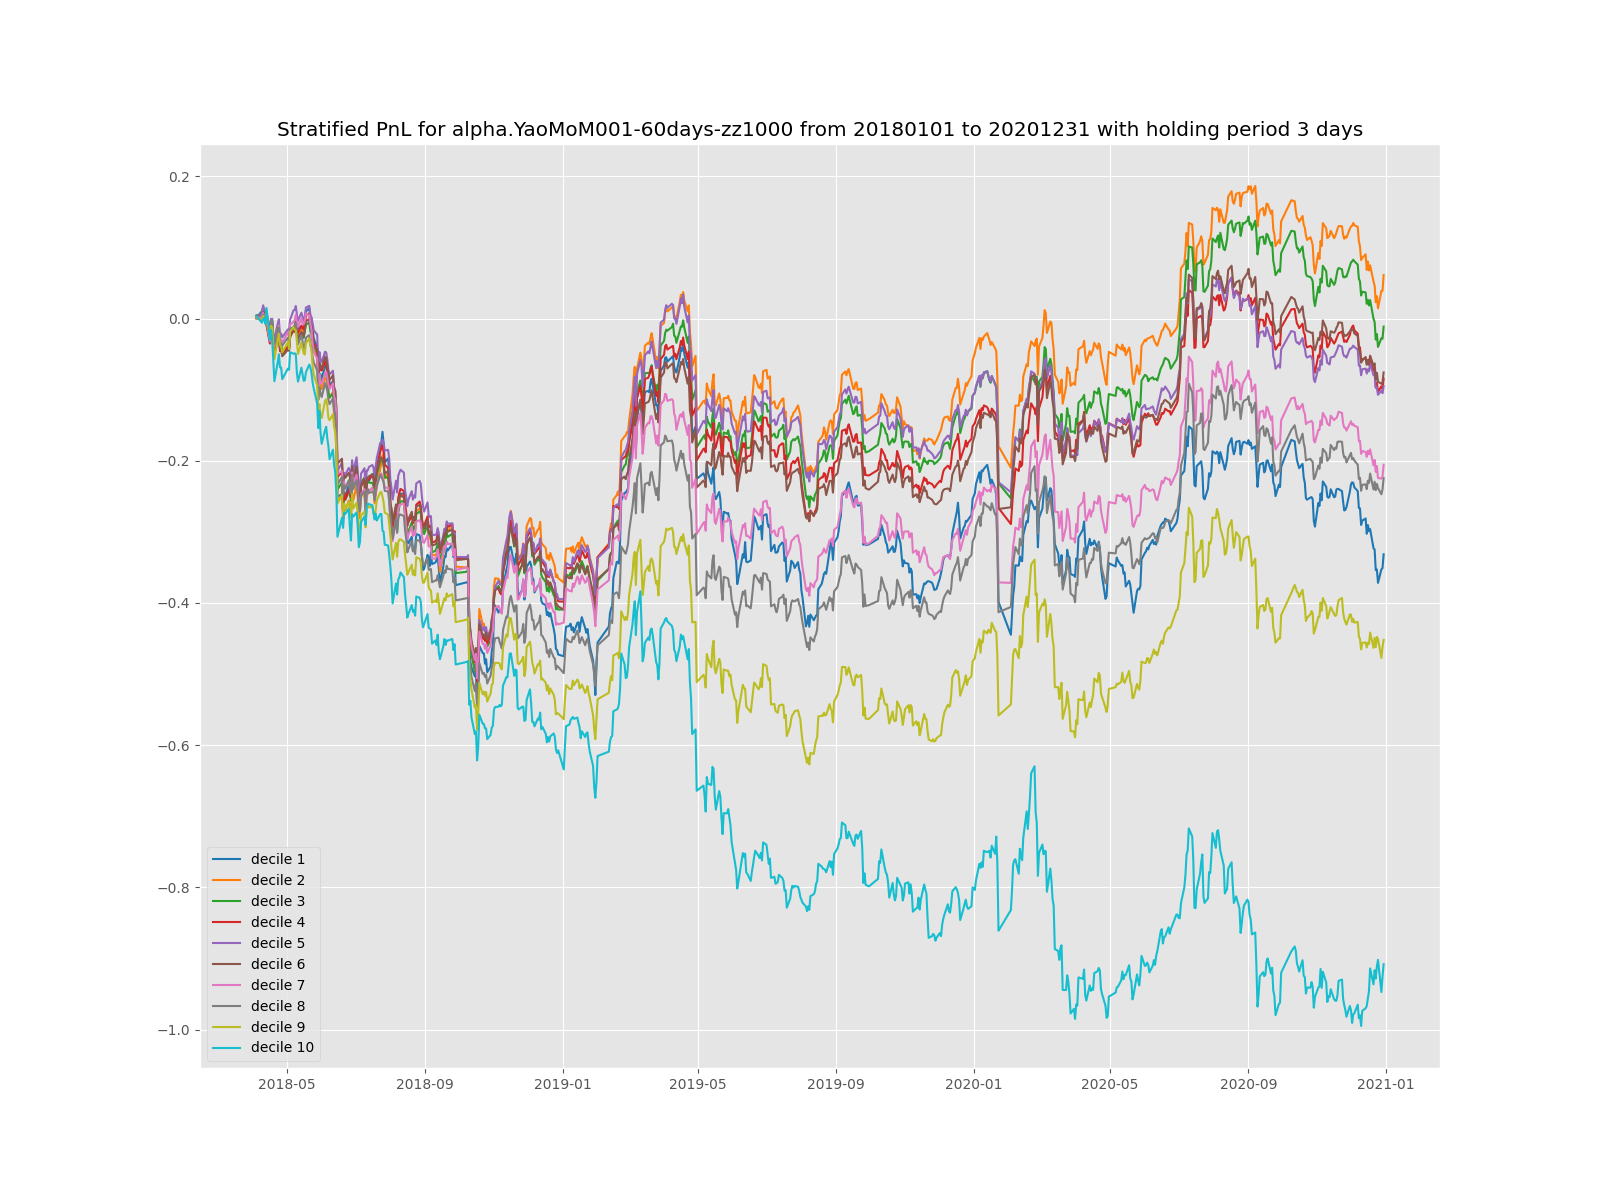 Stratified PnL for alpha.YaoMoM001-60days-zz1000 from 20180101 to 20201231 with holding period 3 days
0.2
0.0
−0.2
−0.4
−0.6
−0.8
−1.0
decile 1
decile 2
decile 3
decile 4
decile 5
decile 6
decile 7
decile 8
decile 9
decile 10
2018-05 2018-09 2019-01 2019-05 2019-09 2020-01 2020-05 2020-09 2021-01